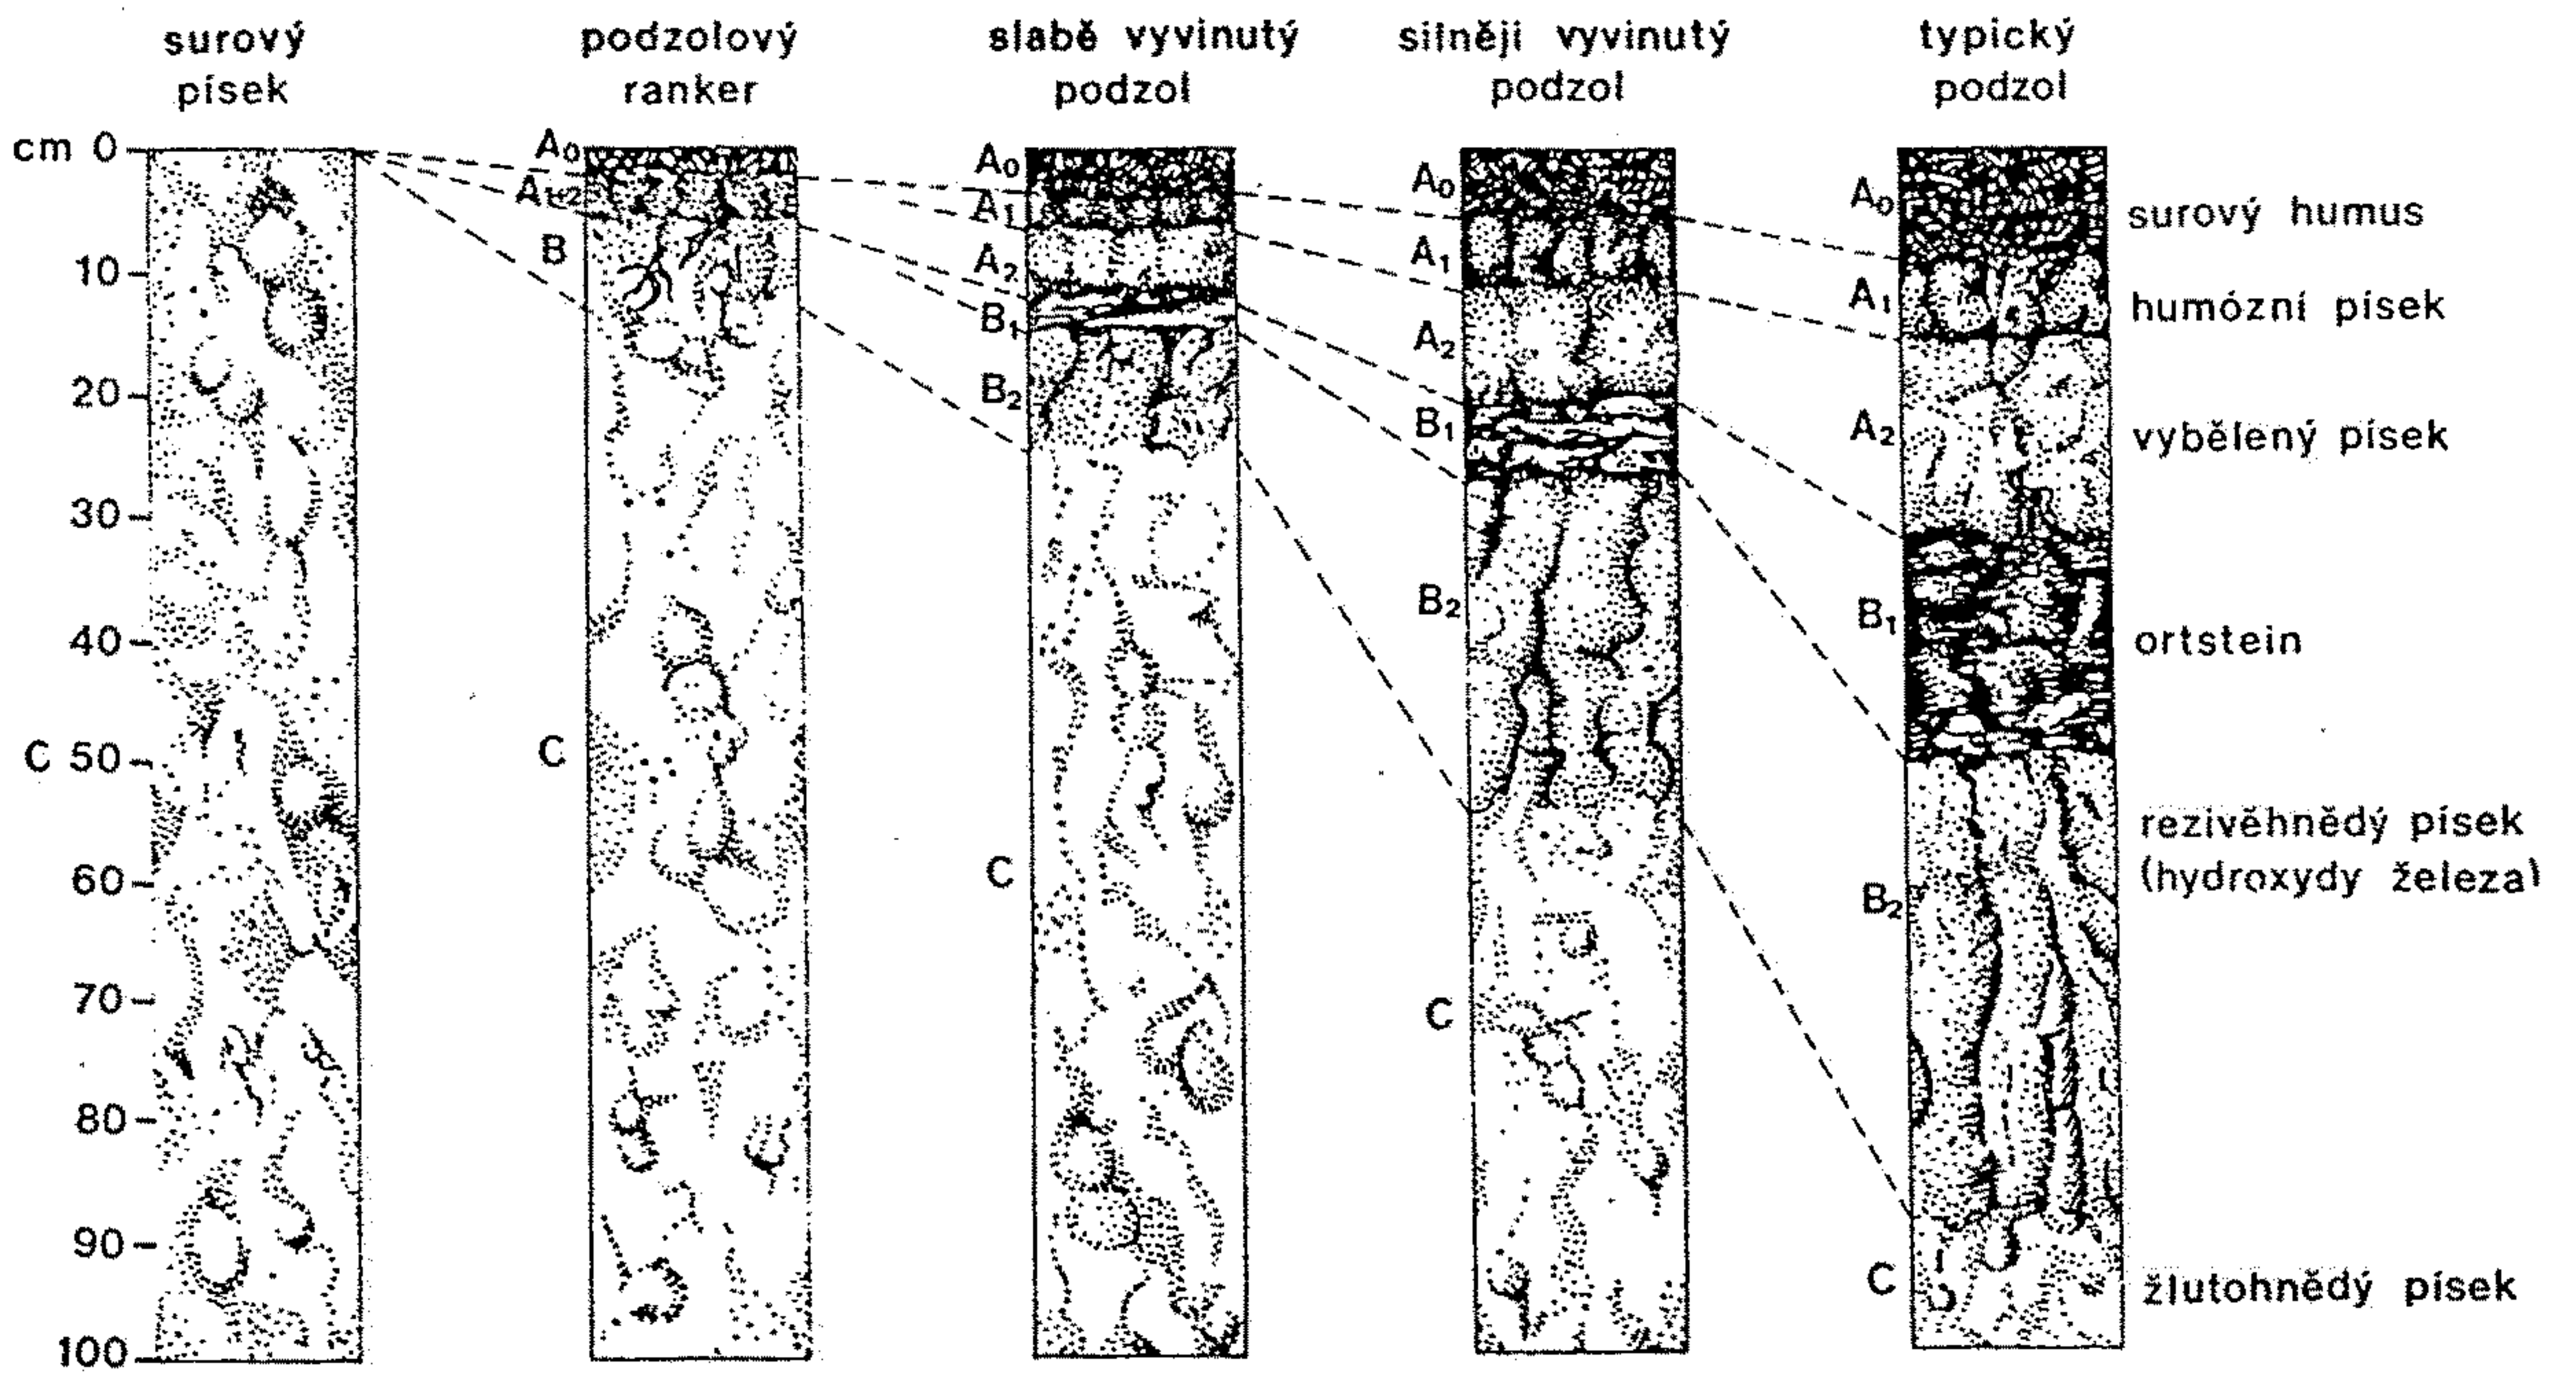 surový
písek
podzolový
ranker
slabě vyvinutý
podzol
silněji vyvinutý
podzol
typický
podzol
cm 0
10
20
30
40
C 50
60
70
80
90
100
A₀
A₁₊₂
B
C
A₀
A₁
A₂
B₁
B₂
C
A₀
A₁
A₂
B₁
B₂
C
A₀
A₁
A₂
B₁
B₂
C
surový humus
humózní písek
vybělený písek
ortstein
rezivěhnědý písek
(hydroxydy železa)
žlutohnědý písek